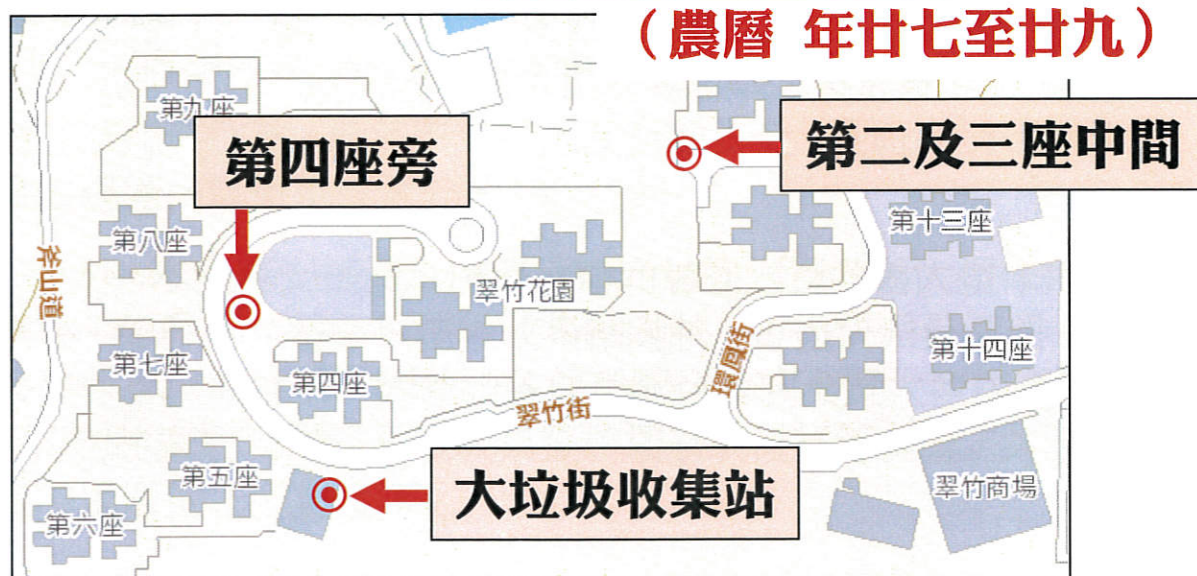 （農曆 年廿七至廿九）
第九座
第四座旁
第二及三座中間
第十三座
第八座
斧山道
翠竹花園
第七座
第四座
第十四座
環鳳街
翠竹街
第五座
大垃圾收集站
翠竹商場
第六座